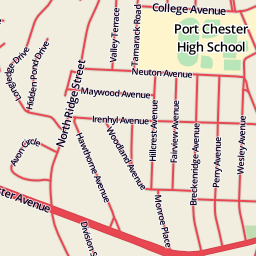 College Avenue
Port Chester
High School
Tamarack Road
Valley Terrace
Hidden Pond Drive
North Ridge Street
Neuton Avenue
Maywood Avenue
Irenhyl Avenue
Avon Circle
Hawthorne Avenue
Woodland Avenue
Hillcrest Avenue
Fairview Avenue
Breckenridge Avenue
Perry Avenue
Wesley Avenue
Monroe Place
ter Avenue
Division S